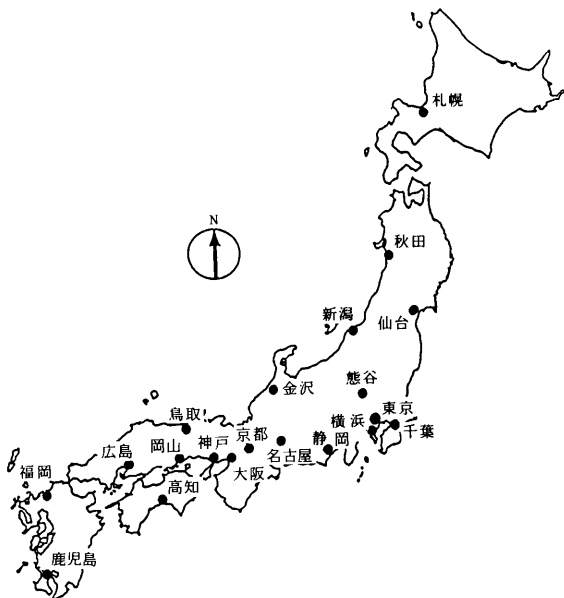 札幌
N
秋田
仙台
新潟
金沢
熊谷
東京
横浜
千葉
鳥取
京都
静岡
広島
岡山
神戸
名古屋
大阪
福岡
高知
鹿児島